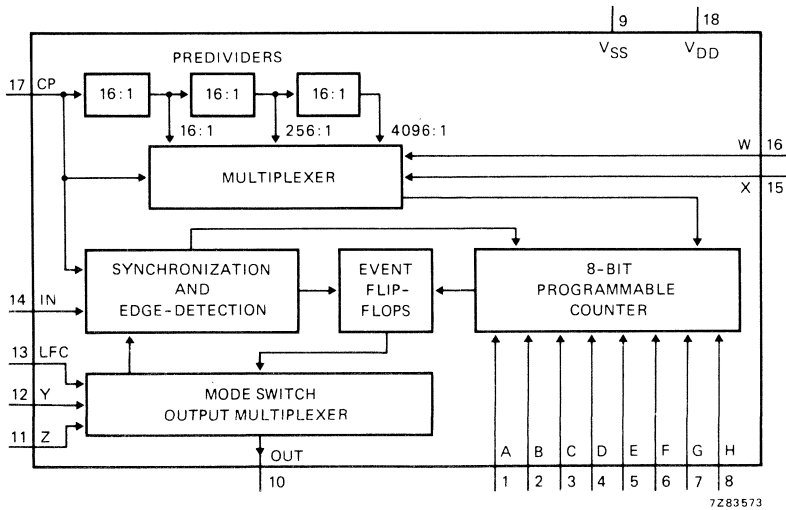 9
18
VSS
VDD
PREDIVIDERS
17 CP
16:1
16:1
16:1
16:1
256:1
4096:1
W 16
MULTIPLEXER
X 15
SYNCHRONIZATION
AND
EDGE-DETECTION
EVENT
FLIP-
FLOPS
8-BIT
PROGRAMMABLE
COUNTER
14 IN
13 LFC
12 Y
11 Z
MODE SWITCH
OUTPUT MULTIPLEXER
OUT
10
A B C D E F G H
1 2 3 4 5 6 7 8
7Z83573